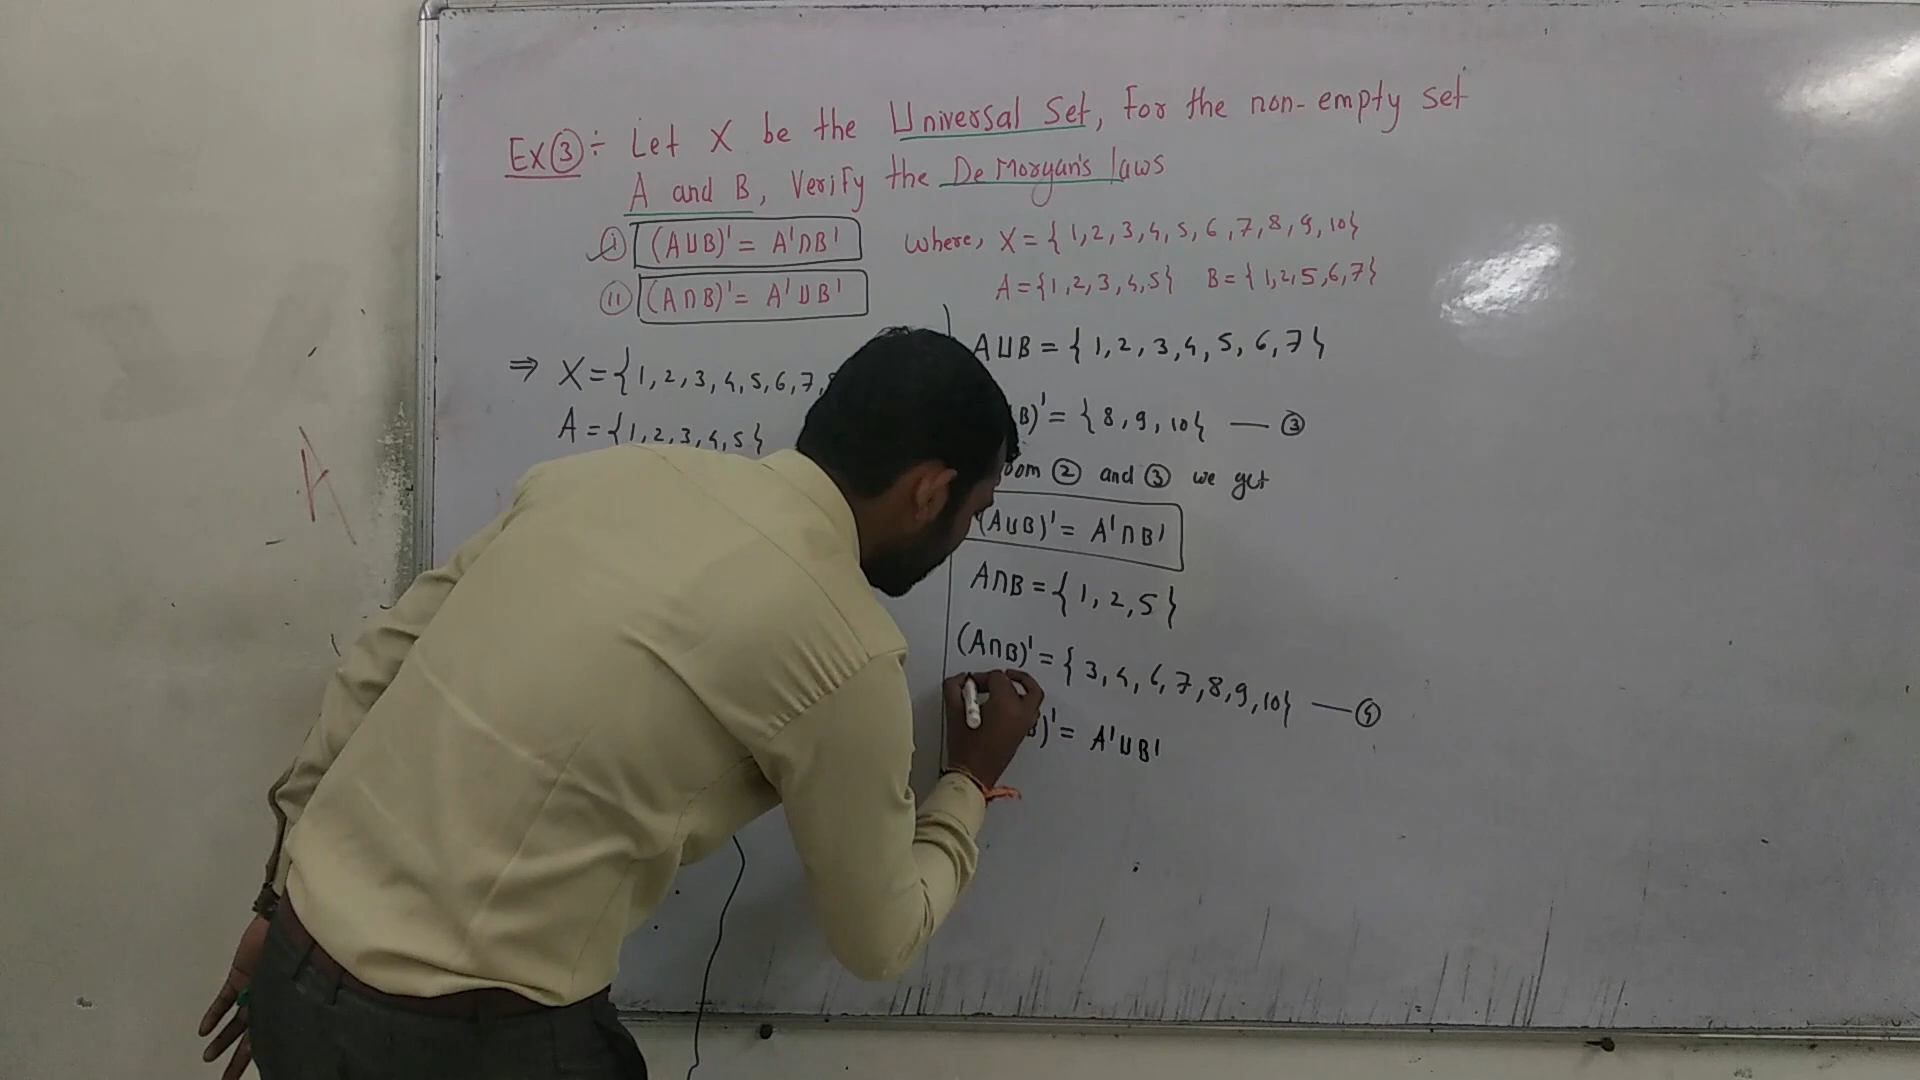 Ex③÷ Let X be the Universal Set, For the non-empty set
A and B, Verify the De Morgan's laws
(i) (A∪B)' = A'∩B' where, X = {1,2,3,4,5,6,7,8,9,10}
(ii) (A∩B)' = A'∪B' A={1,2,3,4,5} B={1,2,5,6,7}
⇒ X={1,2,3,4,5,6,7,8
A={1,2,3,4,5}
A∪B = {1,2,3,4,5,6,7}
B)' = {8,9,10} — ③
② and ③ we get
(A∪B)' = A'∩B'
A∩B = {1,2,5}
(A∩B)' = {3,4,6,7,8,9,10} — ④
B)' = A'∪B'
A